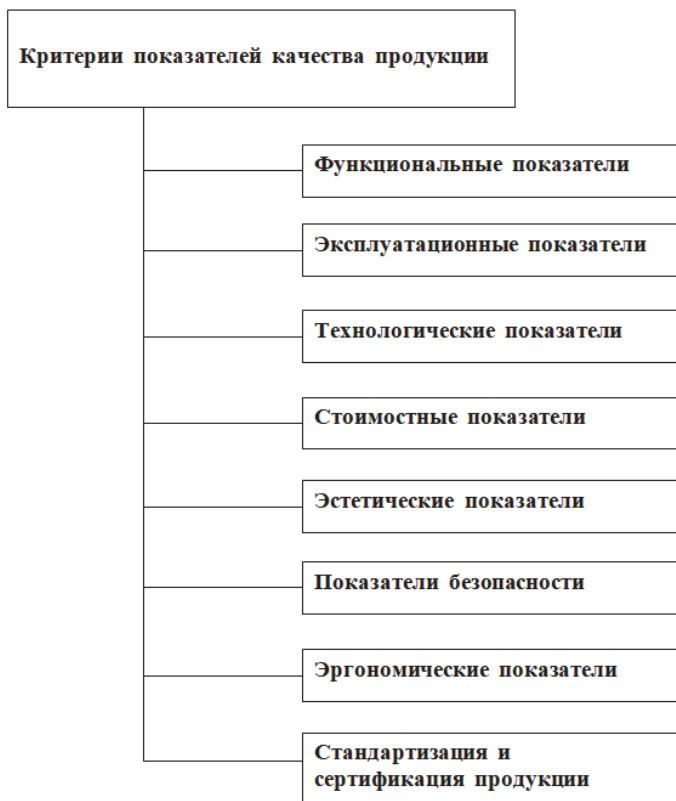 Критерии показателей качества продукции
Функциональные показатели
Эксплуатационные показатели
Технологические показатели
Стоимостные показатели
Эстетические показатели
Показатели безопасности
Эргономические показатели
Стандартизация и
сертификация продукции